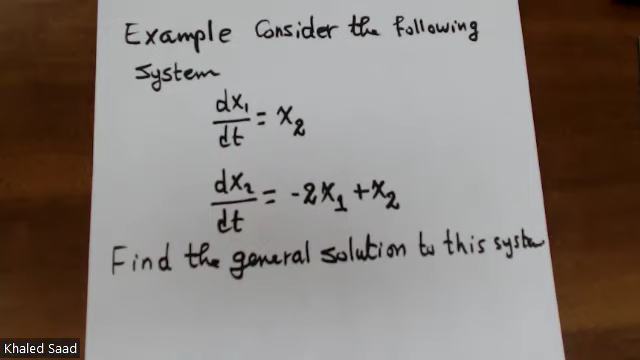 Example Consider the following
system
dx₁/dt = x₂
dx₂/dt = -2x₁ + x₂
Find the general solution to this system
Khaled Saad